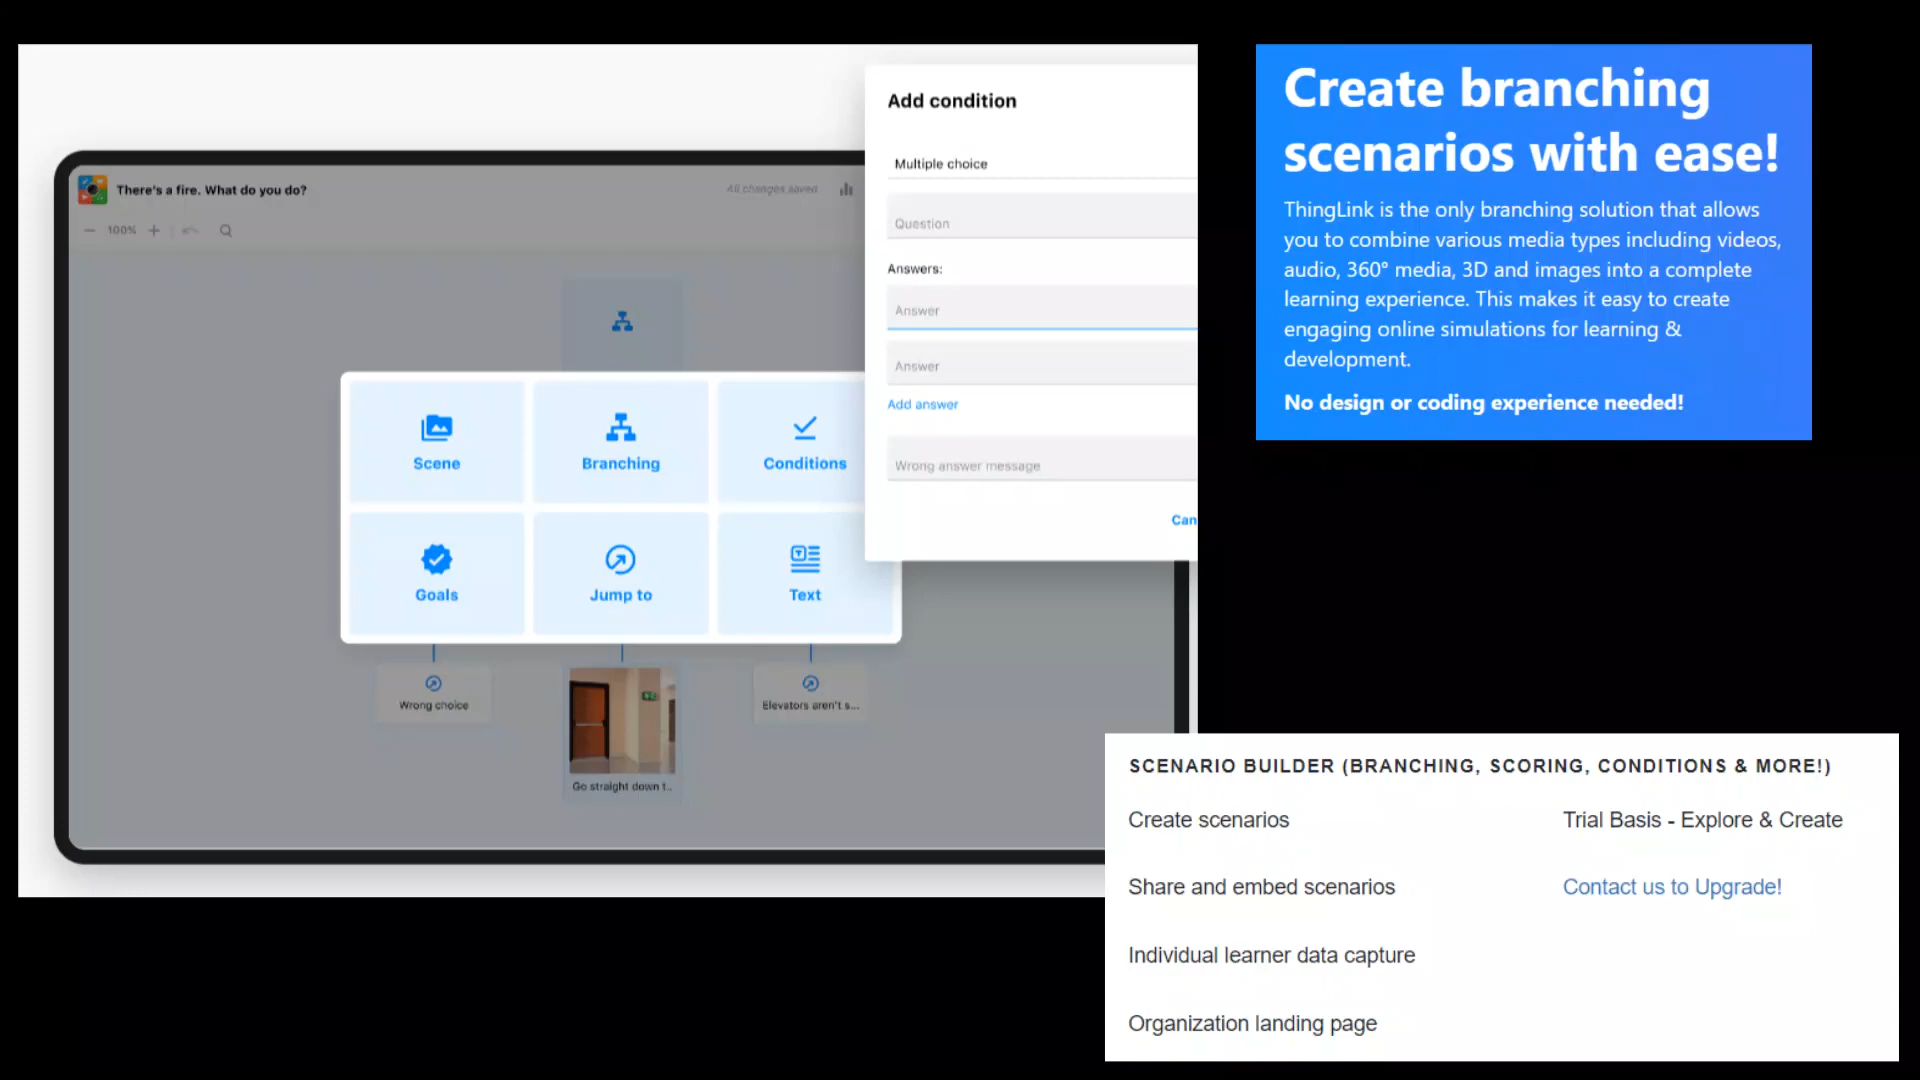 There's a fire. What do you do?
All changes saved
100%
Scene
Branching
Conditions
Goals
Jump to
Text
Wrong choice
Go straight down t...
Elevators aren't s...
Add condition
Multiple choice
Question
Answers:
Answer
Answer
Add answer
Wrong answer message
Can
Create branching
scenarios with ease!
ThingLink is the only branching solution that allows
you to combine various media types including videos,
audio, 360° media, 3D and images into a complete
learning experience. This makes it easy to create
engaging online simulations for learning &
development.
No design or coding experience needed!
SCENARIO BUILDER (BRANCHING, SCORING, CONDITIONS & MORE!)
Create scenarios
Trial Basis - Explore & Create
Share and embed scenarios
Contact us to Upgrade!
Individual learner data capture
Organization landing page